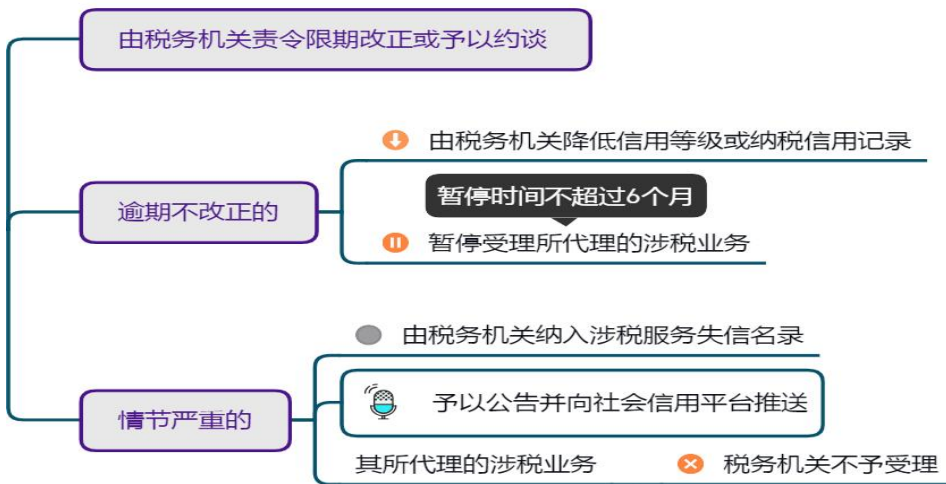 由税务机关责令限期改正或予以约谈
由税务机关降低信用等级或纳税信用记录
逾期不改正的
暂停时间不超过6个月
暂停受理所代理的涉税业务
由税务机关纳入涉税服务失信名录
情节严重的
予以公告并向社会信用平台推送
其所代理的涉税业务 税务机关不予受理